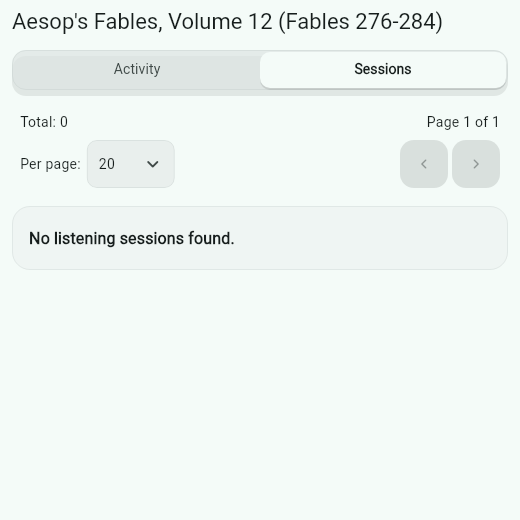 Aesop's Fables, Volume 12 (Fables 276-284)
Activity
Sessions
Total: 0
Page 1 of 1
Per page:
20
No listening sessions found.